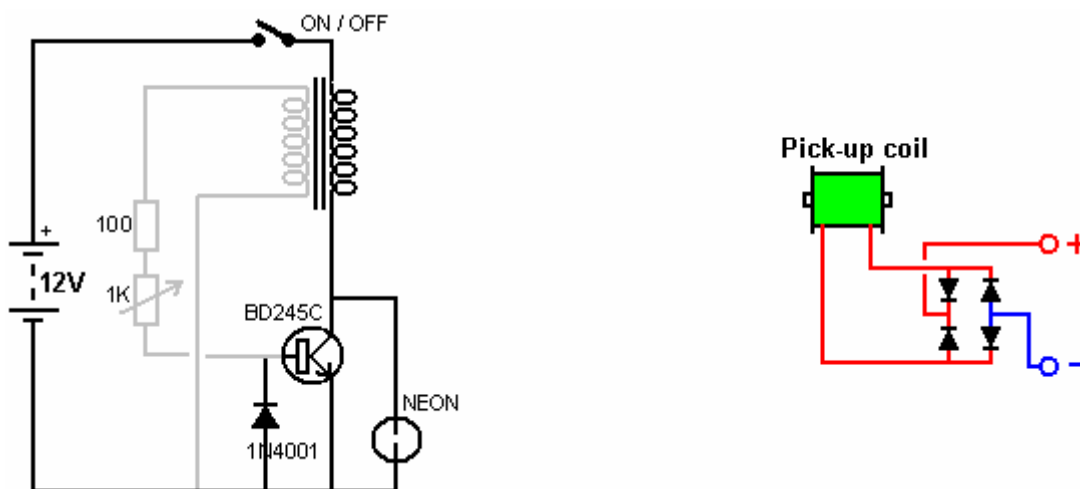 ON / OFF
Pick-up coil
100
+
+
12V
1K
BD245C
NEON
-
1N4001